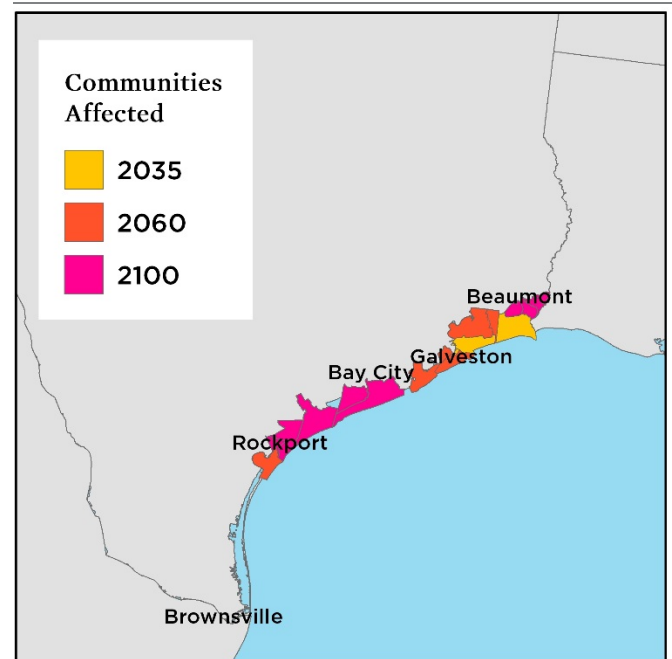 Communities
Affected
2035
2060
2100
Beaumont
Galveston
Bay City
Rockport
Brownsville